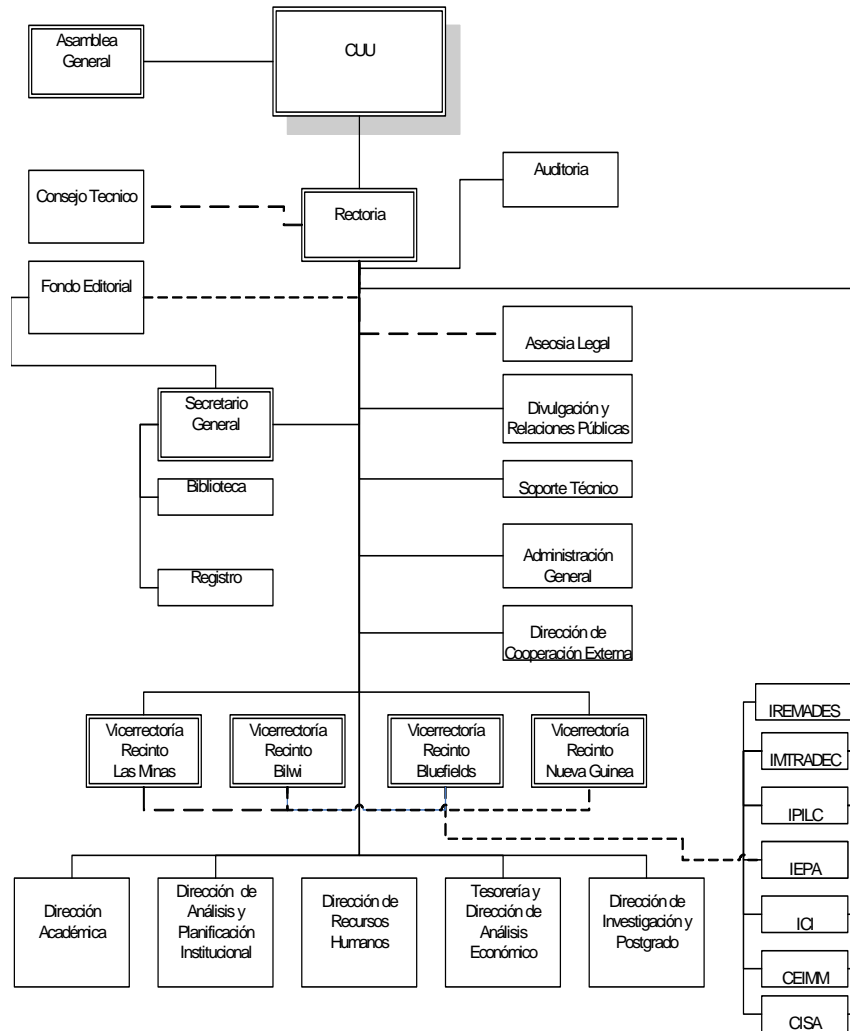 Asamblea
General
CUU
Consejo Tecnico
Rectoria
Auditoria
Fondo Editorial
Aseosia Legal
Secretario
General
Divulgación y
Relaciones Públicas
Biblioteca
Soporte Técnico
Registro
Administración
General
Dirección de
Cooperación Externa
Vicerrectoría
Recinto
Las Minas
Vicerrectoría
Recinto
Bilwi
Vicerrectoría
Recinto
Bluefields
Vicerrectoría
Recinto
Nueva Guinea
IREMADES
IMTRADEC
IPILC
IEPA
ICI
CEIMM
CISA
Dirección
Académica
Dirección de
Análisis y
Planificación
Institucional
Dirección de
Recursos
Humanos
Tesorería y
Dirección de
Análisis
Económico
Dirección de
Investigación y
Postgrado